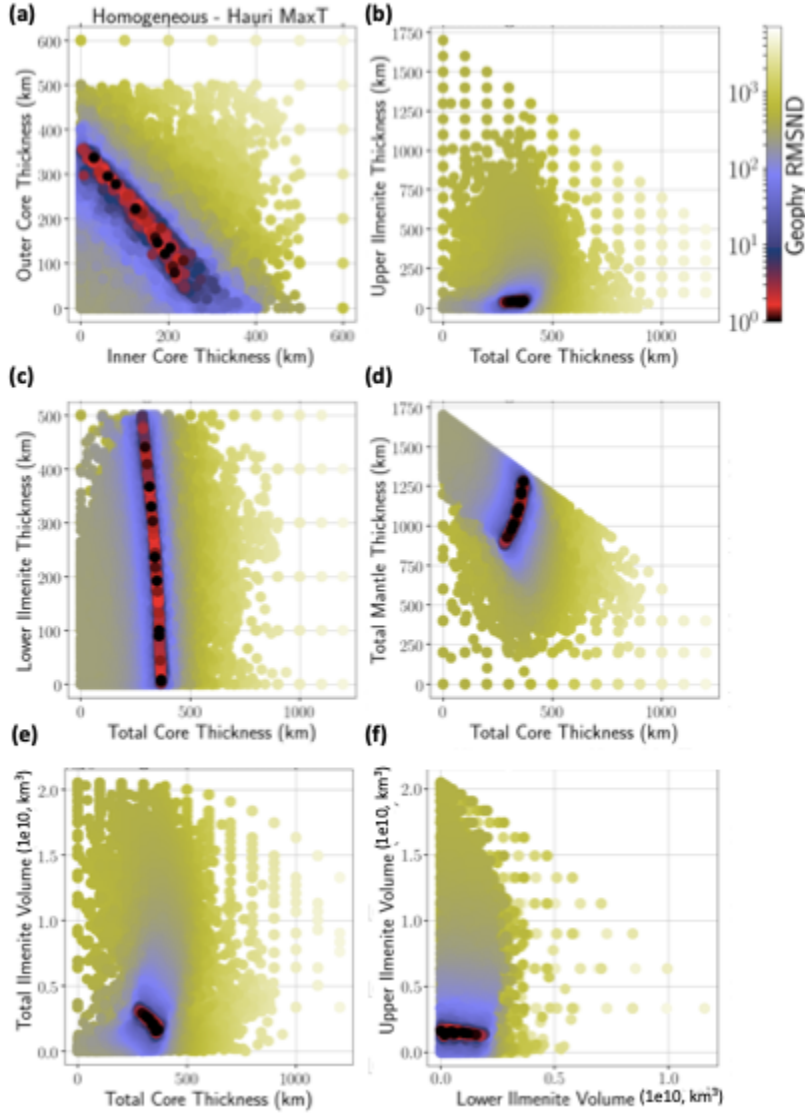 (a)
Homogeneous - Hauri MaxT
Outer Core Thickness (km)
600
500
400
300
200
100
0
0 200 400 600
Inner Core Thickness (km)
(b)
Upper Ilmenite Thickness (km)
1750
1500
1250
1000
750
500
250
0
0 500 1000
Total Core Thickness (km)
Geophy RMSND
10³
10²
10¹
10⁰
(c)
Lower Ilmenite Thickness (km)
500
400
300
200
100
0
0 500 1000
Total Core Thickness (km)
(d)
Total Mantle Thickness (km)
1750
1500
1250
1000
750
500
250
0
0 500 1000
Total Core Thickness (km)
(e)
Total Ilmenite Volume (1e10, km³)
2.0
1.5
1.0
0.5
0.0
0 500 1000
Total Core Thickness (km)
(f)
Upper Ilmenite Volume (1e10, km³)
2.0
1.5
1.0
0.5
0.0
0.0 0.5 1.0
Lower Ilmenite Volume (1e10, km³)